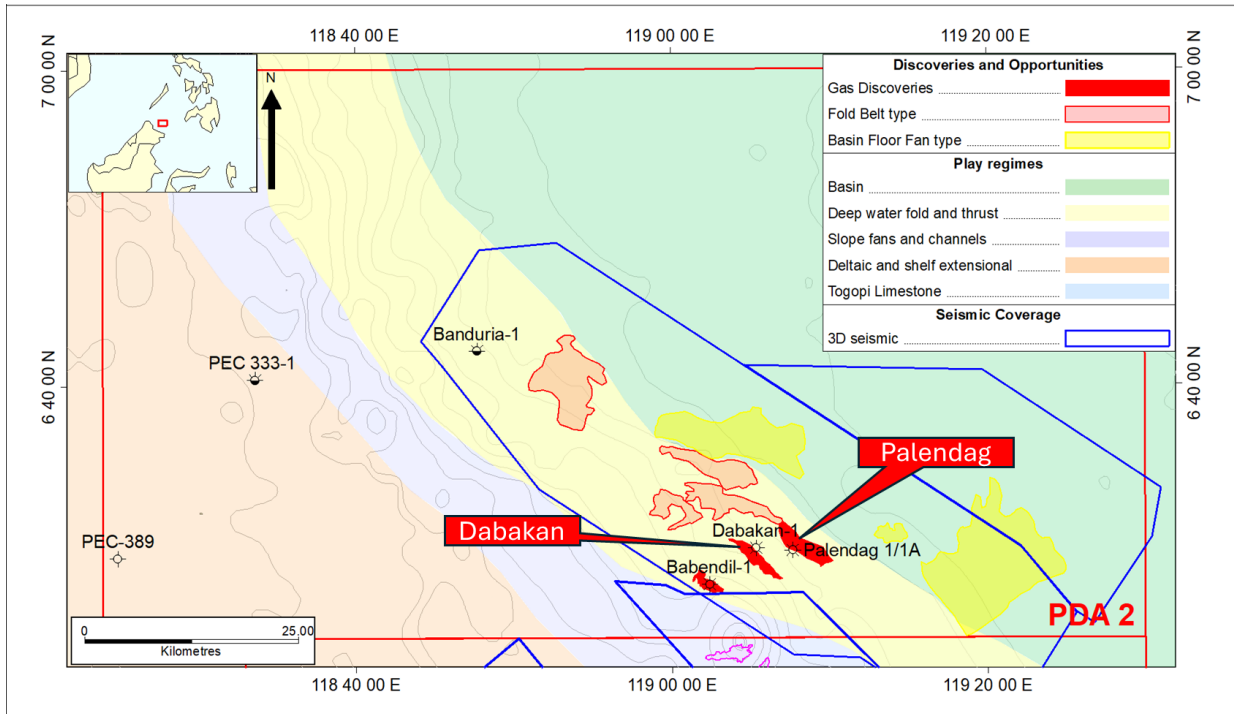 118 40 00 E
119 00 00 E
119 20 00 E
7 00 00 N
7 00 00 N
N
Discoveries and Opportunities
Gas Discoveries
Fold Belt type
Basin Floor Fan type
Play regimes
Basin
Deep water fold and thrust
Slope fans and channels
Deltaic and shelf extensional
Togopi Limestone
Seismic Coverage
3D seismic
Banduria-1
PEC 333-1
6 40 00 N
6 40 00 N
Palendag
Dabakan
Dabakan-1
Palendag 1/1A
PEC-389
Babendil-1
PDA 2
0
25.00
Kilometres
118 40 00 E
119 00 00 E
119 20 00 E